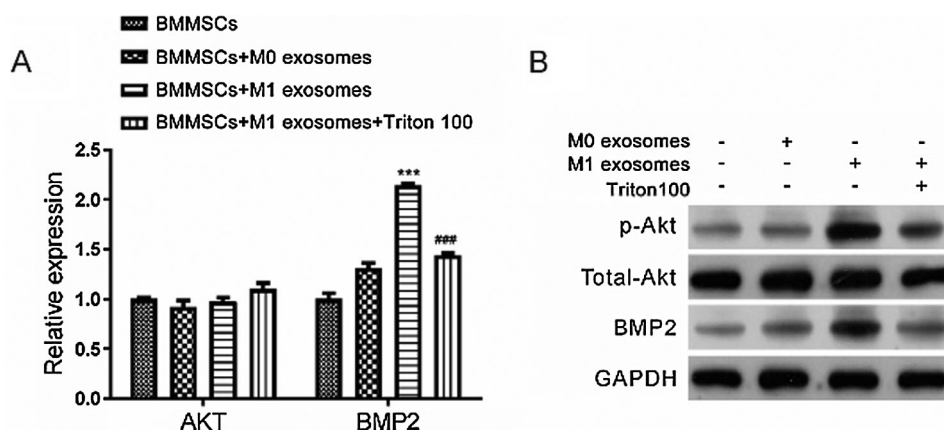 A
BMMSCs
BMMSCs+M0 exosomes
BMMSCs+M1 exosomes
BMMSCs+M1 exosomes+Triton 100
Relative expression
2.5
2.0
1.5
1.0
0.5
0.0
***
###
AKT BMP2
B
M0 exosomes - + - -
M1 exosomes - - + +
Triton100 - - - +
p-Akt
Total-Akt
BMP2
GAPDH